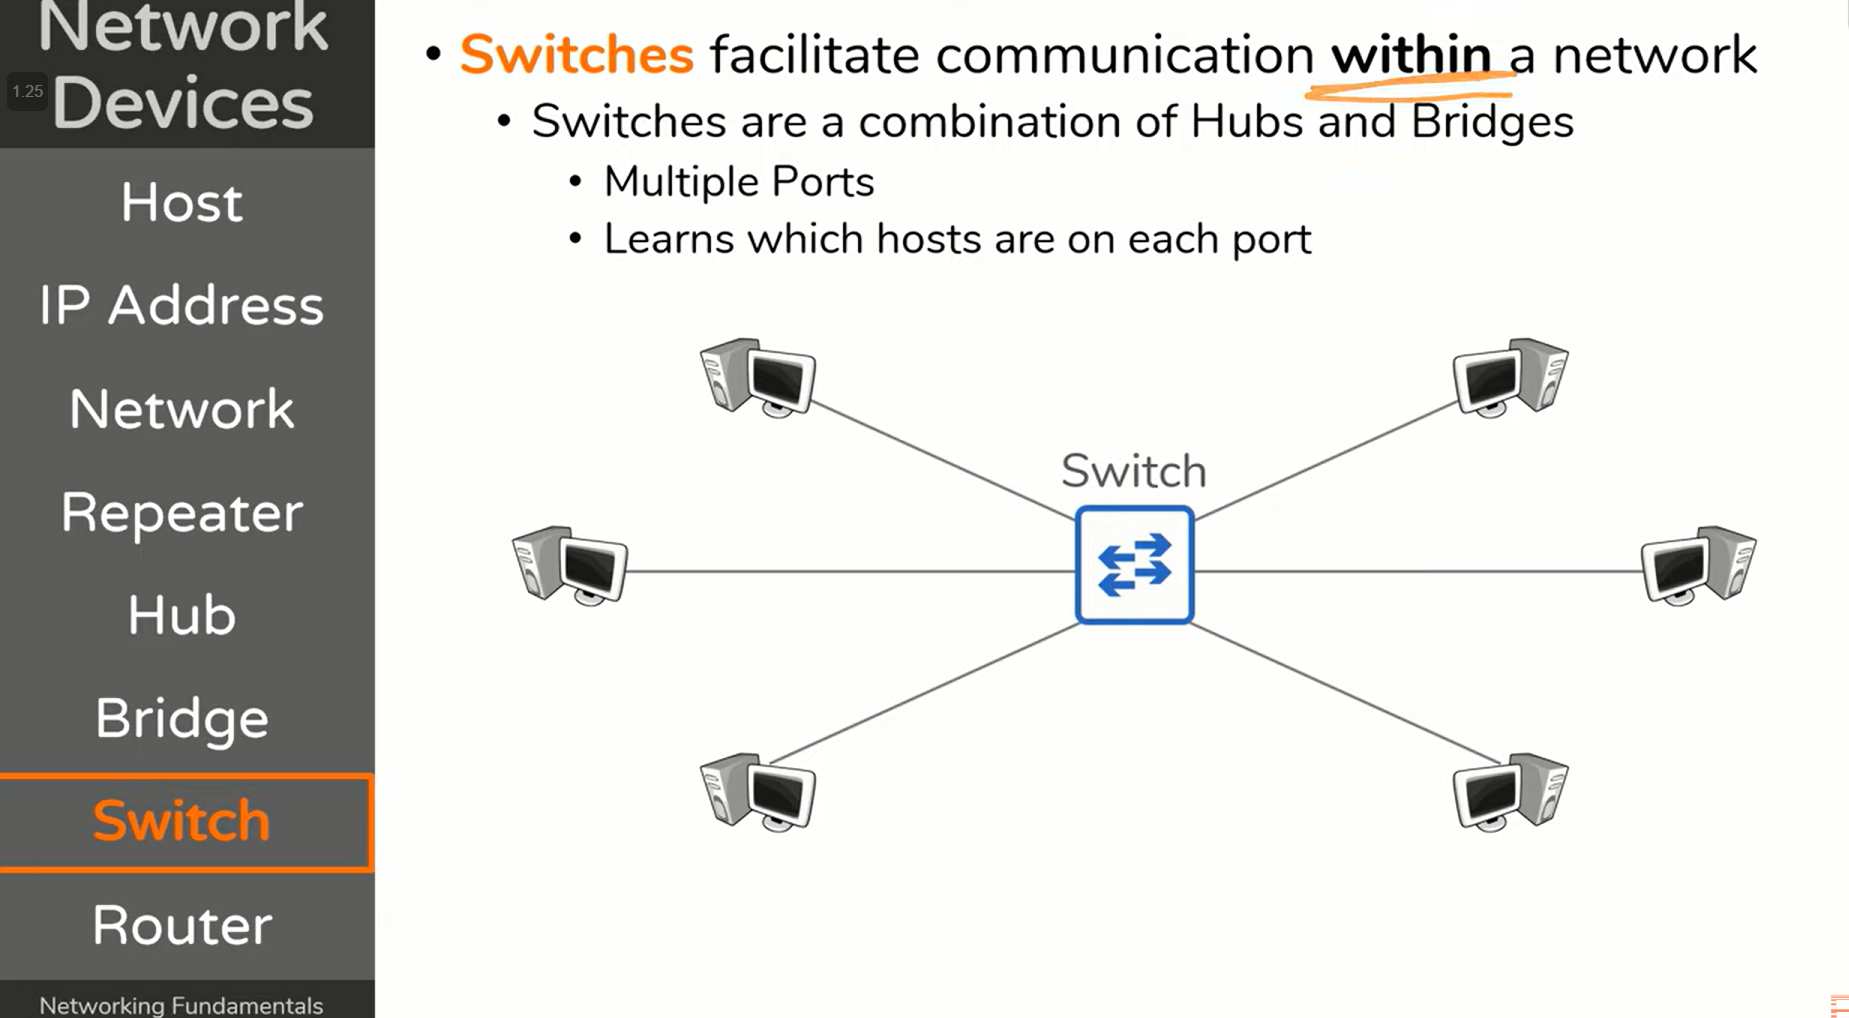 Network
Devices
1.25
Host
IP Address
Network
Repeater
Hub
Bridge
Switch
Router
Networking Fundamentals
• Switches facilitate communication within a network
• Switches are a combination of Hubs and Bridges
• Multiple Ports
• Learns which hosts are on each port
Switch